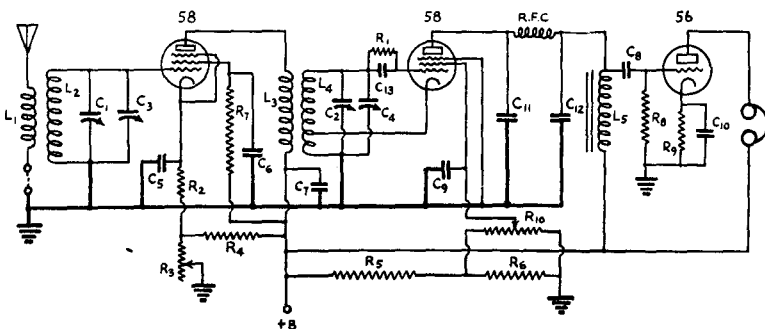 58
58
R.F.C
56
L1
L2
C1
C3
R7
C6
L3
L4
R1
C13
C2
C4
C11
C12
L5
C8
R8
R9
C10
C5
R2
C7
C9
R10
R3
R4
R5
R6
+B